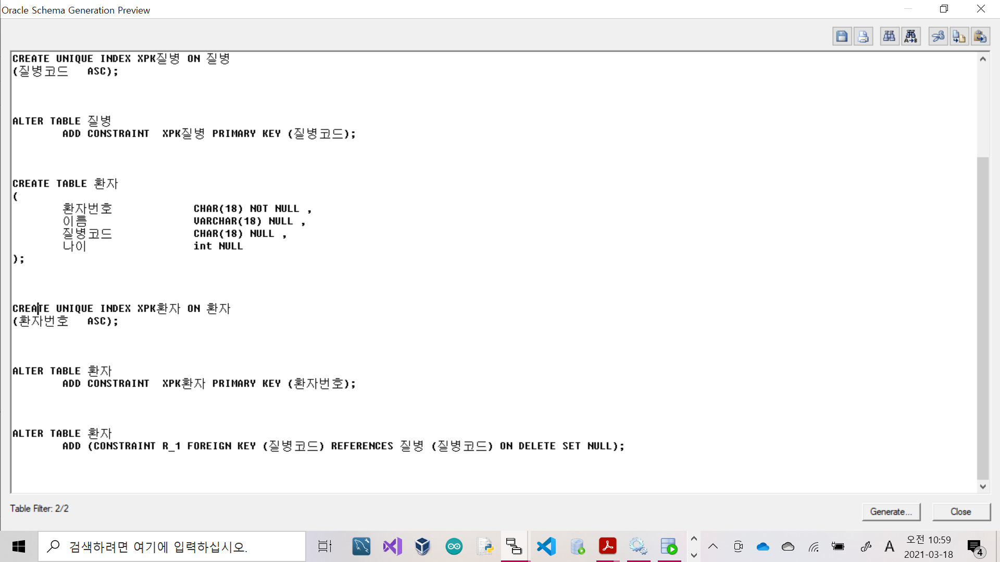 Oracle Schema Generation Preview
A→B
CREATE UNIQUE INDEX XPK질병 ON 질병
(질병코드 ASC);
ALTER TABLE 질병
ADD CONSTRAINT XPK질병 PRIMARY KEY (질병코드);
CREATE TABLE 환자
(
환자번호 CHAR(18) NOT NULL ,
이름 VARCHAR(18) NULL ,
질병코드 CHAR(18) NULL ,
나이 int NULL
);
CREATE UNIQUE INDEX XPK환자 ON 환자
(환자번호 ASC);
ALTER TABLE 환자
ADD CONSTRAINT XPK환자 PRIMARY KEY (환자번호);
ALTER TABLE 환자
ADD (CONSTRAINT R_1 FOREIGN KEY (질병코드) REFERENCES 질병 (질병코드) ON DELETE SET NULL);
Table Filter: 2/2
Generate...
Close
검색하려면 여기에 입력하십시오.
A
오전 10:59
2021-03-18
4